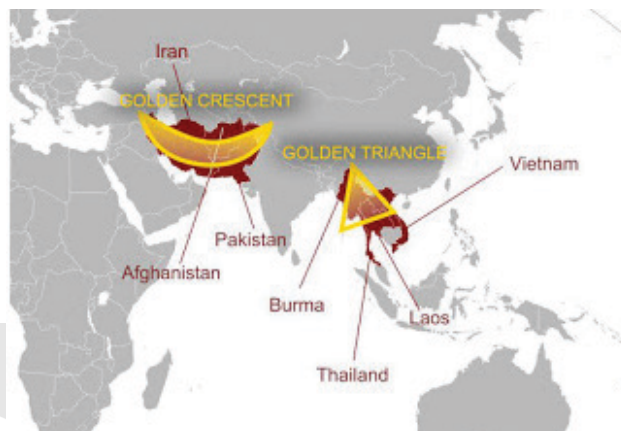 Iran
GOLDEN CRESCENT
GOLDEN TRIANGLE
Vietnam
Pakistan
Afghanistan
Burma
Laos
Thailand